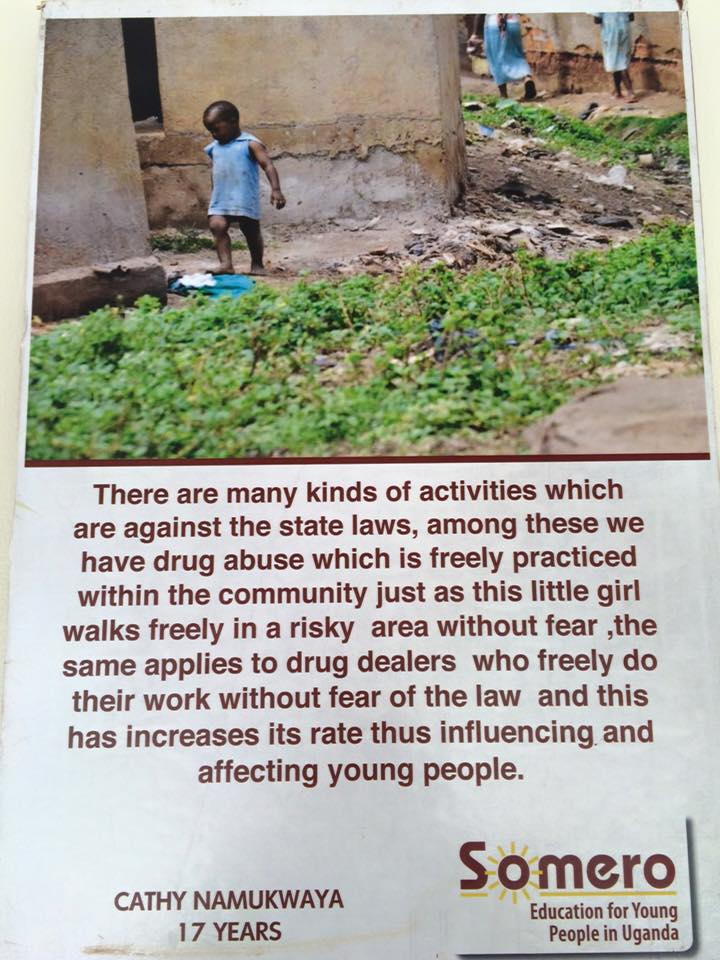 There are many kinds of activities which
are against the state laws, among these we
have drug abuse which is freely practiced
within the community just as this little girl
walks freely in a risky area without fear ,the
same applies to drug dealers who freely do
their work without fear of the law and this
has increases its rate thus influencing and
affecting young people.
CATHY NAMUKWAYA
17 YEARS
Somero
Education for Young
People in Uganda